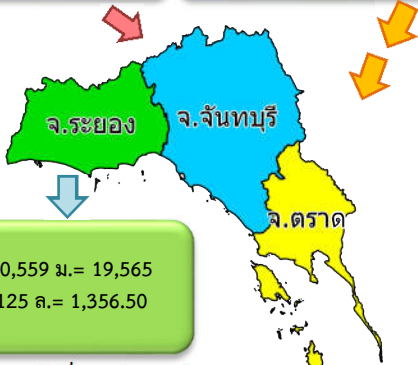 จ.ระยอง
จ.จันทบุรี
จ.ตราด
0,559 ม.= 19,565
125 ล.= 1,356.50